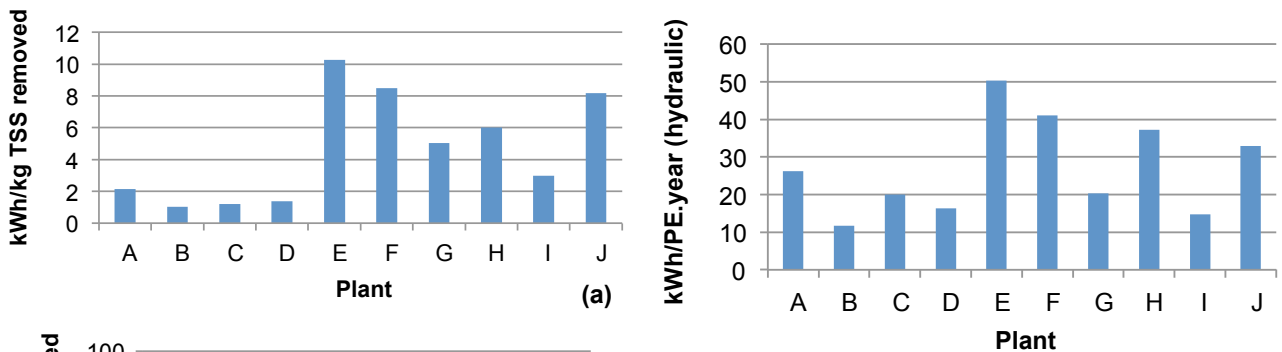 kWh/kg TSS removed
12
10
8
6
4
2
0
A B C D E F G H I J
Plant
(a)
kWh/PE.year (hydraulic)
60
50
40
30
20
10
0
A B C D E F G H I J
Plant
100